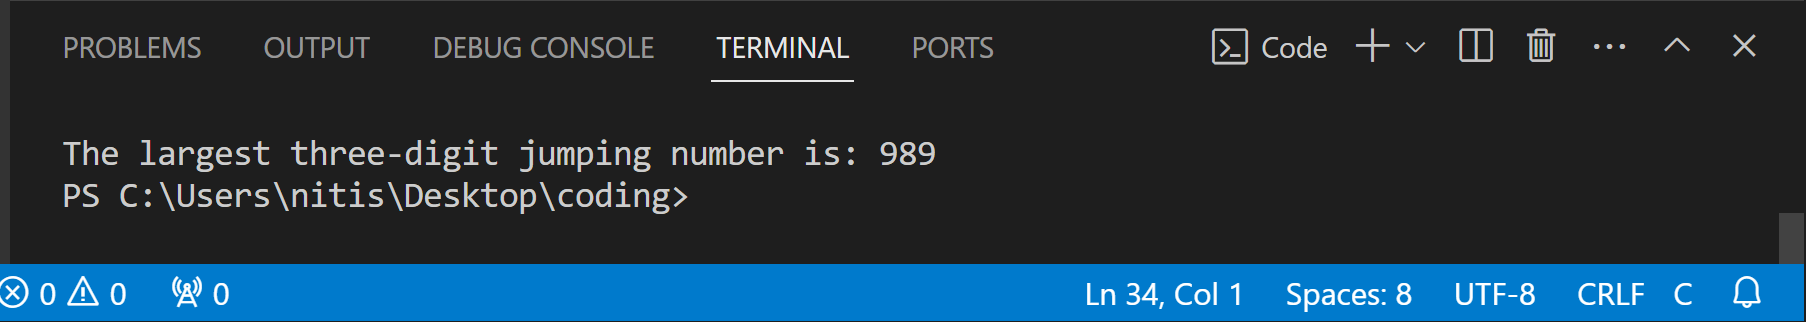 PROBLEMS OUTPUT DEBUG CONSOLE TERMINAL PORTS Code
The largest three-digit jumping number is: 989
PS C:\Users\nitis\Desktop\coding>
0 0 0 Ln 34, Col 1 Spaces: 8 UTF-8 CRLF C